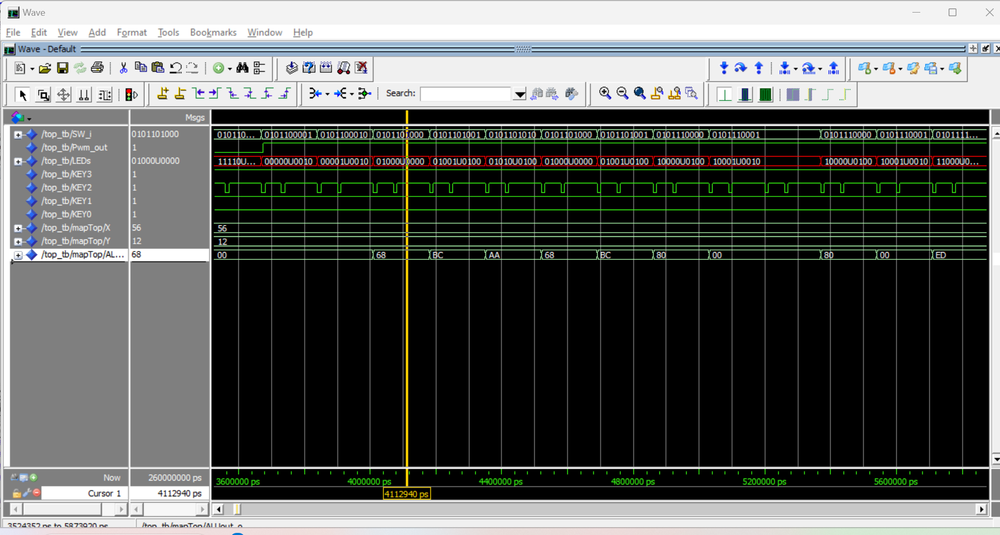 Wave
File Edit View Add Format Tools Bookmarks Window Help
Wave - Default
Search:
Msgs
/top_tb/SW_i 0101101000 010110... 0101100001 0101100010 0101101000 0101101001 0101101010 0101101000 0101101001 0101110000 0101110001 0101110000 0101110001 0101111...
/top_tb/Pwm_out 1
/top_tb/LEDs 01000U0000 11110U... 00000U0010 00001U0010 01000U0000 01001U0100 01010U0100 01000U0000 01001U0100 10000U0100 10001U0010 10000U0100 10001U0010 11000U0...
/top_tb/KEY3 1
/top_tb/KEY2 1
/top_tb/KEY1 1
/top_tb/KEY0 1
/top_tb/mapTop/X 56 56
/top_tb/mapTop/Y 12 12
/top_tb/mapTop/AL... 68 00 68 BC AA 68 BC 80 00 80 00 ED
Now 260000000 ps 3600000 ps 4000000 ps 4400000 ps 4800000 ps 5200000 ps 5600000 ps
Cursor 1 4112940 ps 4112940 ps
3524352 ps to 5873920 ps /top_tb/mapTop/ALUout_o